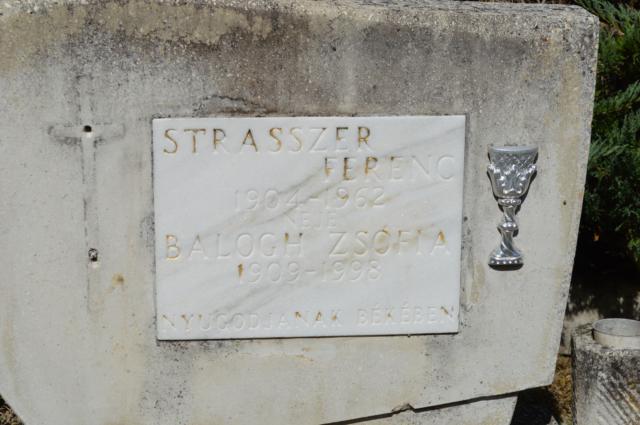 STRASSZER
FERENC
1904-1962
NEJE
BALOGH ZSÓFIA
1909-1998
NYUGODJANAK BÉKÉBEN